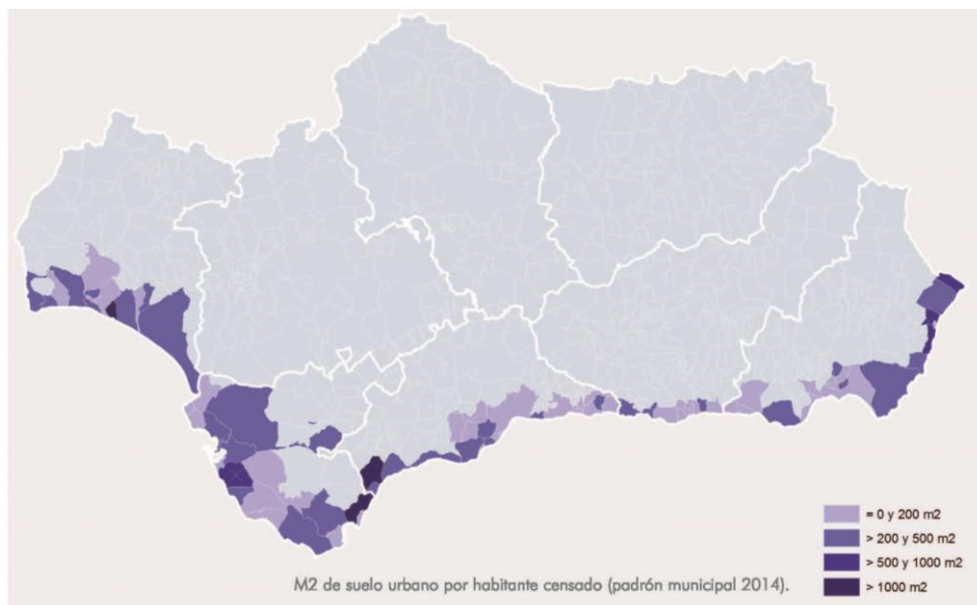 = 0 y 200 m2
> 200 y 500 m2
> 500 y 1000 m2
> 1000 m2
M2 de suelo urbano por habitante censado (padrón municipal 2014).